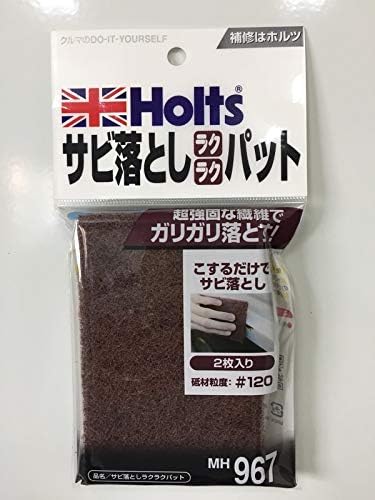 クルマのDO-IT-YOURSELF
補修はホルツ
Holts®
サビ落としラクラクパット
超強固な繊維で
ガリガリ落とす!
こするだけで
サビ落とし
2枚入り
砥材粒度:#120
MH 967
品名/サビ落としラクラクパット